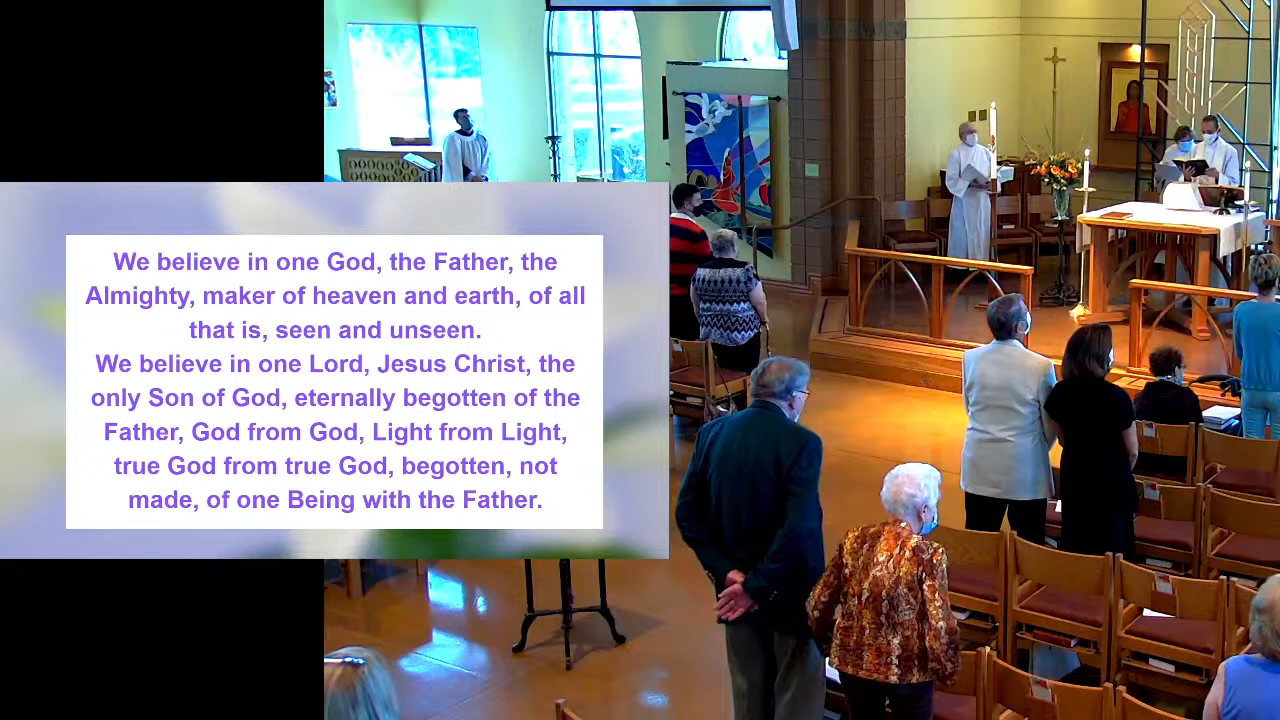 We believe in one God, the Father, the
Almighty, maker of heaven and earth, of all
that is, seen and unseen.
We believe in one Lord, Jesus Christ, the
only Son of God, eternally begotten of the
Father, God from God, Light from Light,
true God from true God, begotten, not
made, of one Being with the Father.